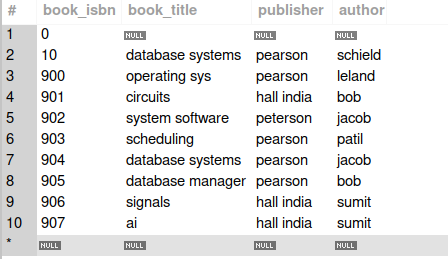 # book_isbn book_title publisher author
1 0 NULL NULL NULL
2 10 database systems pearson schield
3 900 operating sys pearson leland
4 901 circuits hall india bob
5 902 system software peterson jacob
6 903 scheduling pearson patil
7 904 database systems pearson jacob
8 905 database manager pearson bob
9 906 signals hall india sumit
10 907 ai hall india sumit
* NULL NULL NULL NULL